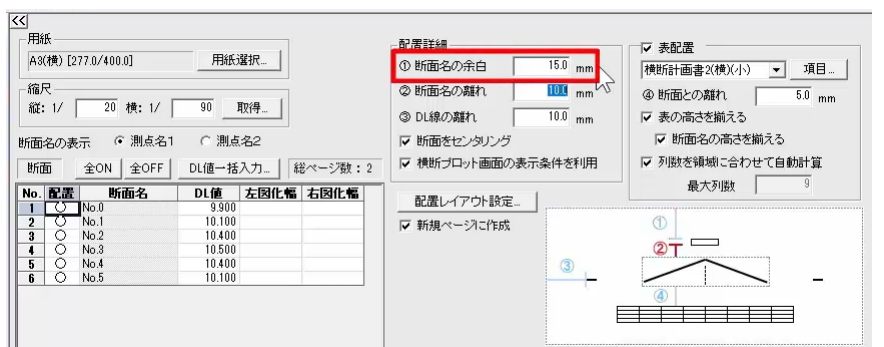 <<
用紙
A3(横) [277.0/400.0] 用紙選択...
縮尺
縦: 1/ 20 横: 1/ 90 取得...
断面名の表示 測点名1 測点名2
断面 全ON 全OFF DL値一括入力... 総ページ数: 2
No. 配置 断面名 DL値 左図化幅 右図化幅
1 No.0 9.900
2 No.1 10.100
3 No.2 10.400
4 No.3 10.500
5 No.4 10.400
6 No.5 10.100
配置詳細
① 断面名の余白 15.0 mm
② 断面名の離れ 10.0 mm
③ DL線の離れ 10.0 mm
断面をセンタリング
横断プロット画面の表示条件を利用
配置レイアウト設定...
新規ページに作成
表配置
横断計画書2(横)(小) 項目...
④ 断面との離れ 5.0 mm
表の高さを揃える
断面名の高さを揃える
列数を領域に合わせて自動計算
最大列数 9
①
②
③
④